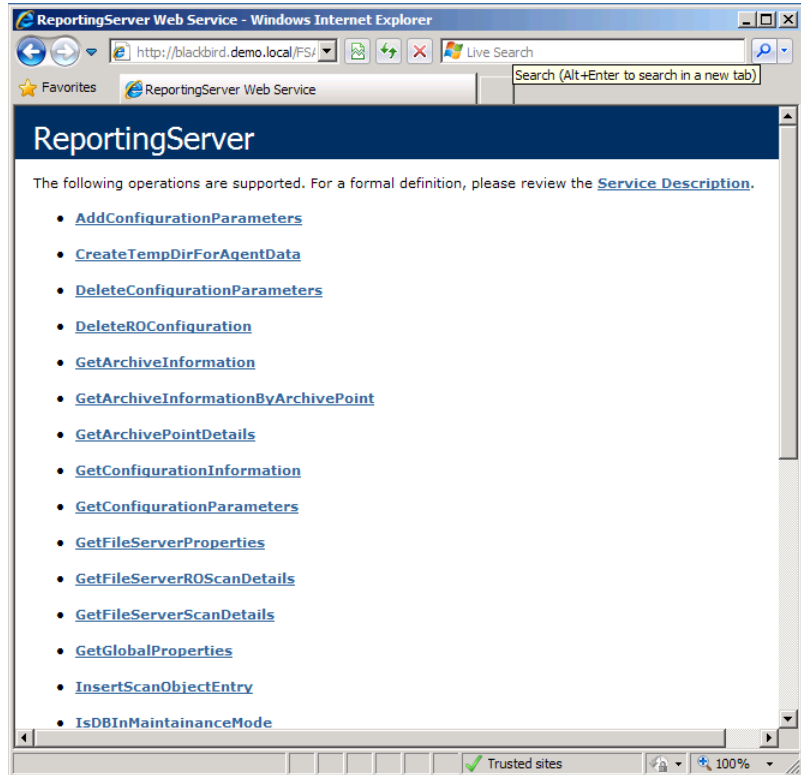 ReportingServer Web Service - Windows Internet Explorer
http://blackbird.demo.local/FSA
Live Search
Search (Alt+Enter to search in a new tab)
Favorites
ReportingServer Web Service
ReportingServer
The following operations are supported. For a formal definition, please review the Service Description.
AddConfigurationParameters
CreateTempDirForAgentData
DeleteConfigurationParameters
DeleteROConfiguration
GetArchiveInformation
GetArchiveInformationByArchivePoint
GetArchivePointDetails
GetConfigurationInformation
GetConfigurationParameters
GetFileServerProperties
GetFileServerROScanDetails
GetFileServerScanDetails
GetGlobalProperties
InsertScanObjectEntry
IsDBInMaintainanceMode
Trusted sites
100%